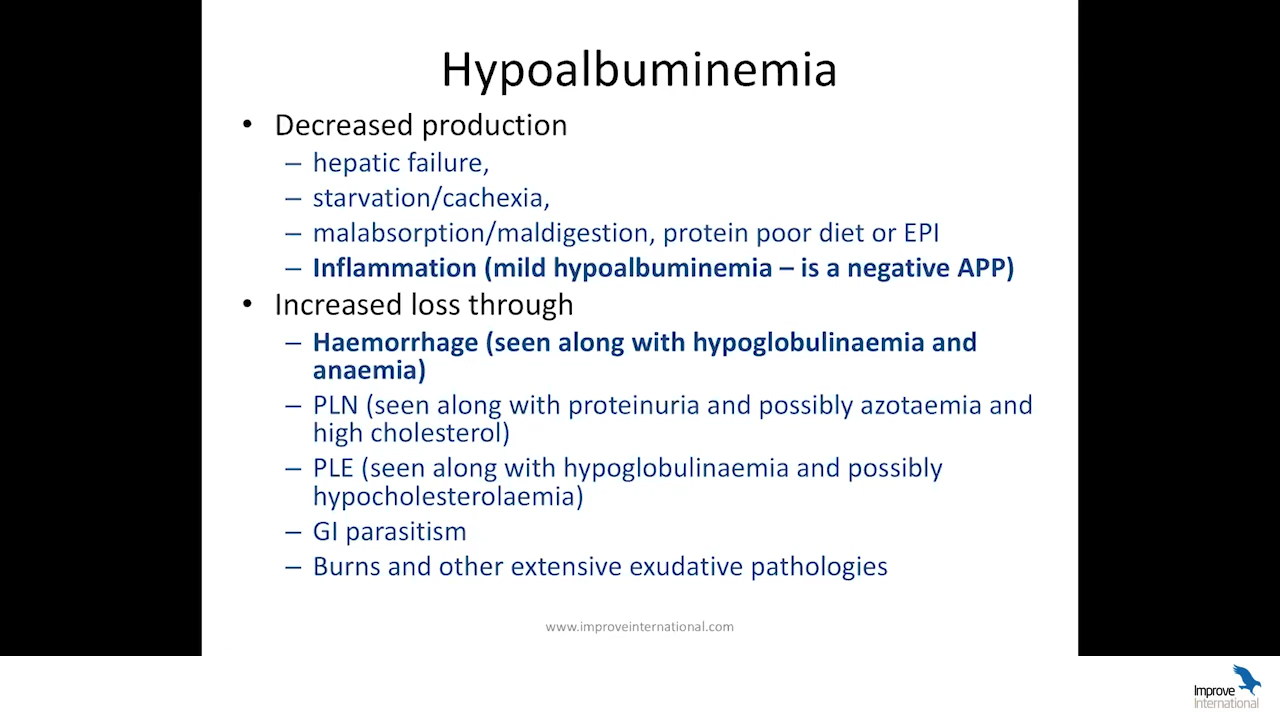 Hypoalbuminemia
• Decreased production
– hepatic failure,
– starvation/cachexia,
– malabsorption/maldigestion, protein poor diet or EPI
– Inflammation (mild hypoalbuminemia – is a negative APP)
• Increased loss through
– Haemorrhage (seen along with hypoglobulinaemia and
anaemia)
– PLN (seen along with proteinuria and possibly azotaemia and
high cholesterol)
– PLE (seen along with hypoglobulinaemia and possibly
hypocholesterolaemia)
– GI parasitism
– Burns and other extensive exudative pathologies
www.improveinternational.com
Improve
International